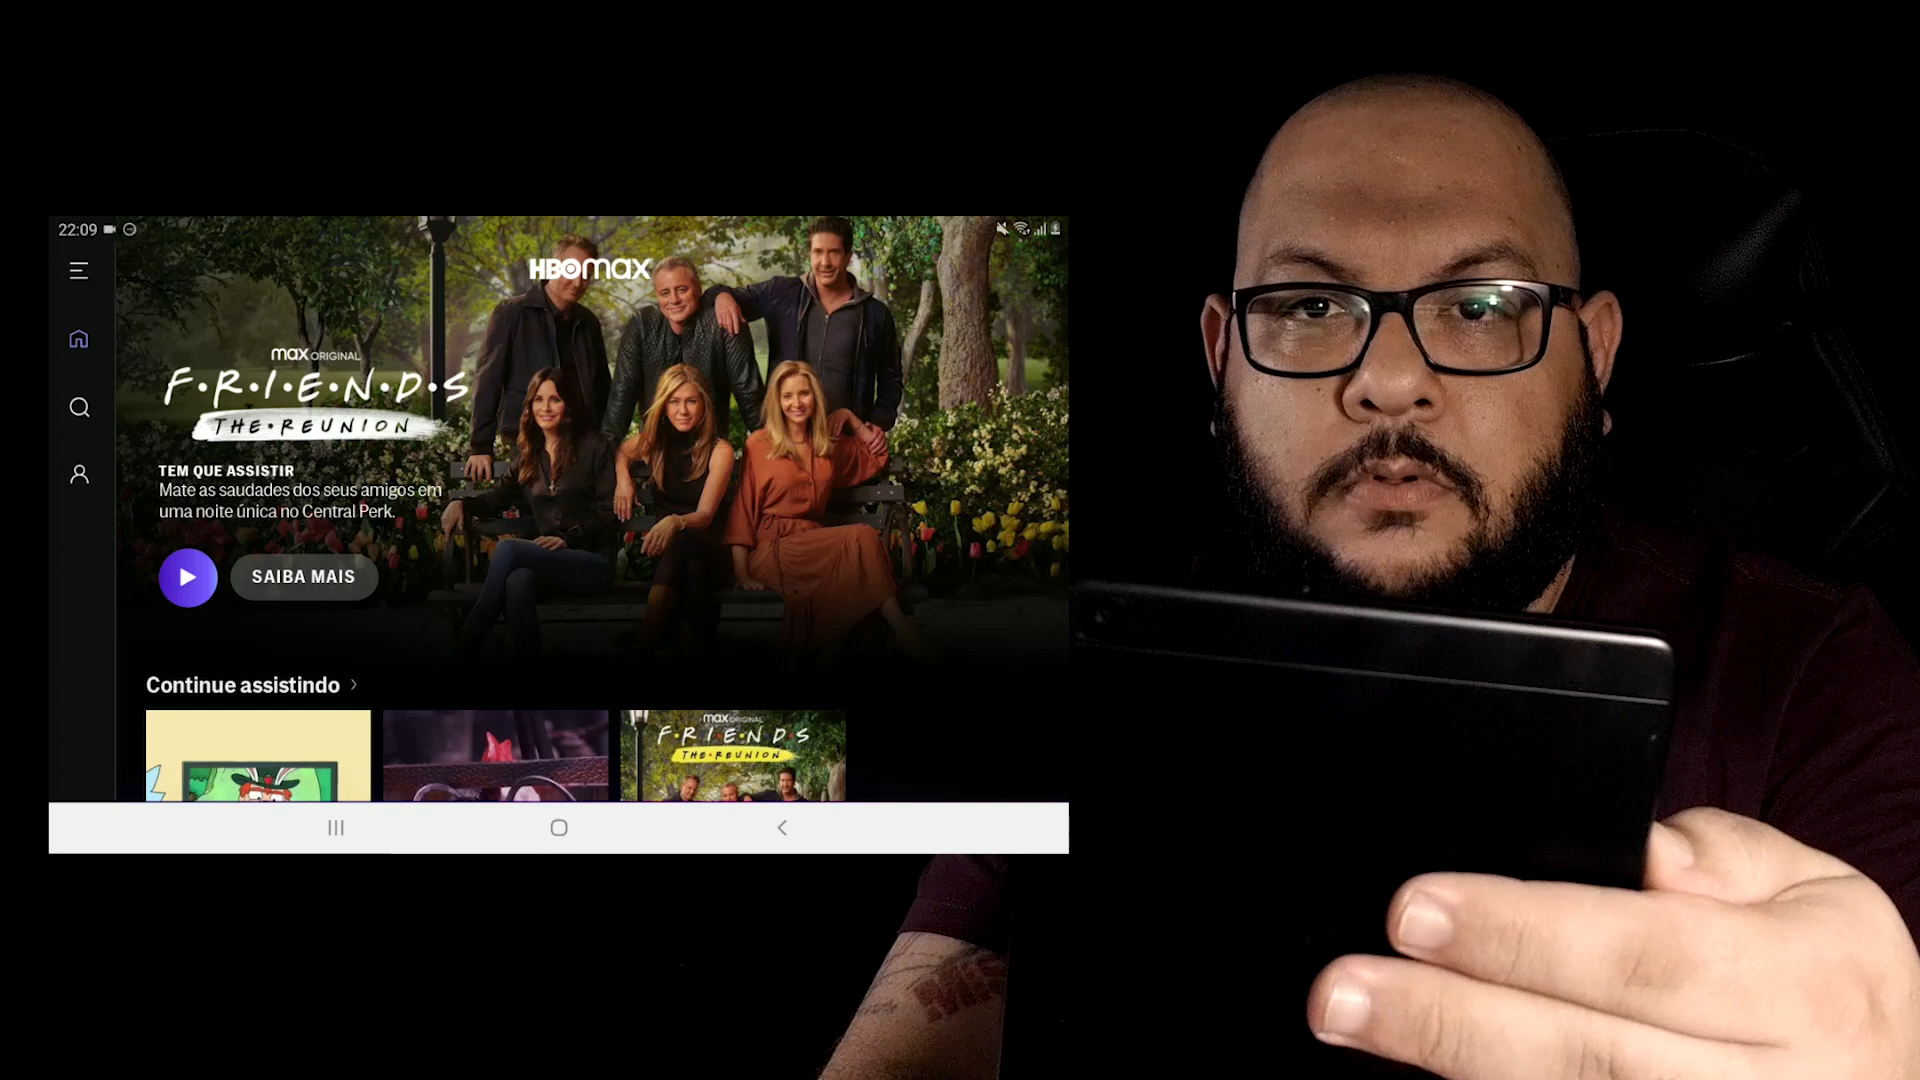 22:09
HBOmax
max ORIGINAL
F·R·I·E·N·D·S
THE·REUNION
TEM QUE ASSISTIR
Mate as saudades dos seus amigos em
uma noite única no Central Perk.
SAIBA MAIS
Continue assistindo
max ORIGINAL
F·R·I·E·N·D·S
THE·REUNION